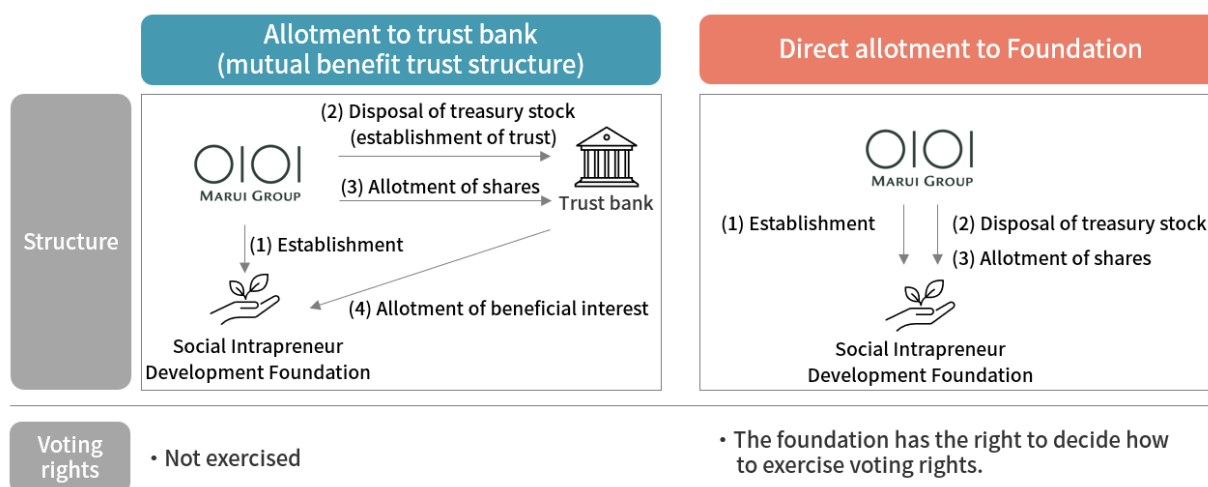 Allotment to trust bank
(mutual benefit trust structure)
Direct allotment to Foundation
Structure
(2) Disposal of treasury stock
(establishment of trust)
OIOI
MARUI GROUP
(3) Allotment of shares
Trust bank
(1) Establishment
(4) Allotment of beneficial interest
Social Intrapreneur
Development Foundation
OIOI
MARUI GROUP
(1) Establishment
(2) Disposal of treasury stock
(3) Allotment of shares
Social Intrapreneur
Development Foundation
Voting
rights
・Not exercised
・The foundation has the right to decide how
to exercise voting rights.